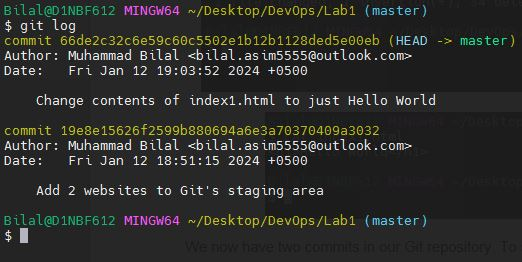 Bilal@D1NBF612 MINGW64 ~/Desktop/DevOps/Lab1 (master)
$ git log
commit 66de2c32c6e59c60c5502e1b12b1128ded5e00eb (HEAD -> master)
Author: Muhammad Bilal <bilal.asim5555@outlook.com>
Date:   Fri Jan 12 19:03:52 2024 +0500
    Change contents of index1.html to just Hello World
commit 19e8e15626f2599b880694a6e3a70370409a3032
Author: Muhammad Bilal <bilal.asim5555@outlook.com>
Date:   Fri Jan 12 18:51:15 2024 +0500
    Add 2 websites to Git's staging area
Bilal@D1NBF612 MINGW64 ~/Desktop/DevOps/Lab1 (master)
$
We now have two commits in our Git repository. To